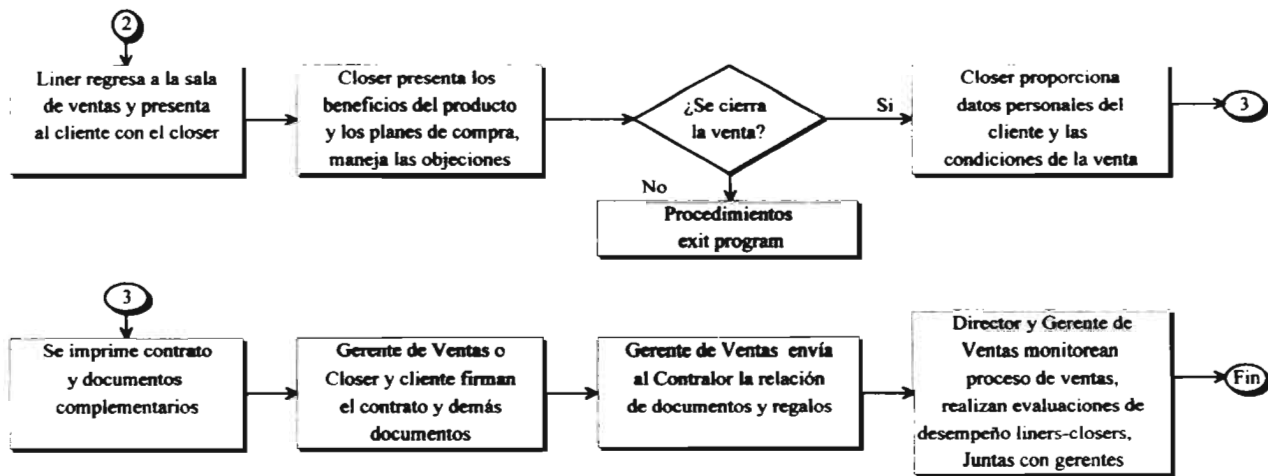 2
Liner regresa a la sala
de ventas y presenta
al cliente con el closer
Closer presenta los
beneficios del producto
y los planes de compra,
maneja las objeciones
¿Se cierra
la venta?
Si
No
Procedimientos
exit program
Closer proporciona
datos personales del
cliente y las
condiciones de la venta
3
3
Se imprime contrato
y documentos
complementarios
Gerente de Ventas o
Closer y cliente firman
el contrato y demás
documentos
Gerente de Ventas envía
al Contralor la relación
de documentos y regalos
Director y Gerente de
Ventas monitorean
proceso de ventas,
realizan evaluaciones de
desempeño liners-closers,
Juntas con gerentes
Fin